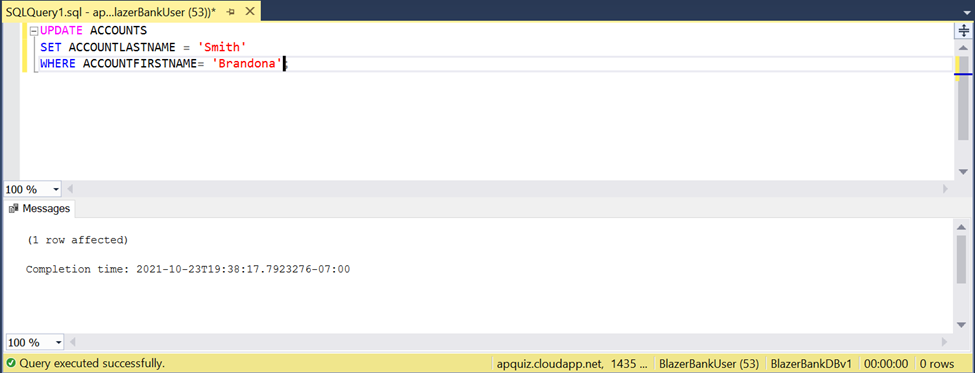 SQLQuery1.sql - ap...lazerBankUser (53))*
UPDATE ACCOUNTS
SET ACCOUNTLASTNAME = 'Smith'
WHERE ACCOUNTFIRSTNAME= 'Brandona';
100 %
Messages
(1 row affected)
Completion time: 2021-10-23T19:38:17.7923276-07:00
100 %
Query executed successfully.
apquiz.cloudapp.net, 1435 ...
BlazerBankUser (53)
BlazerBankDBv1
00:00:00
0 rows